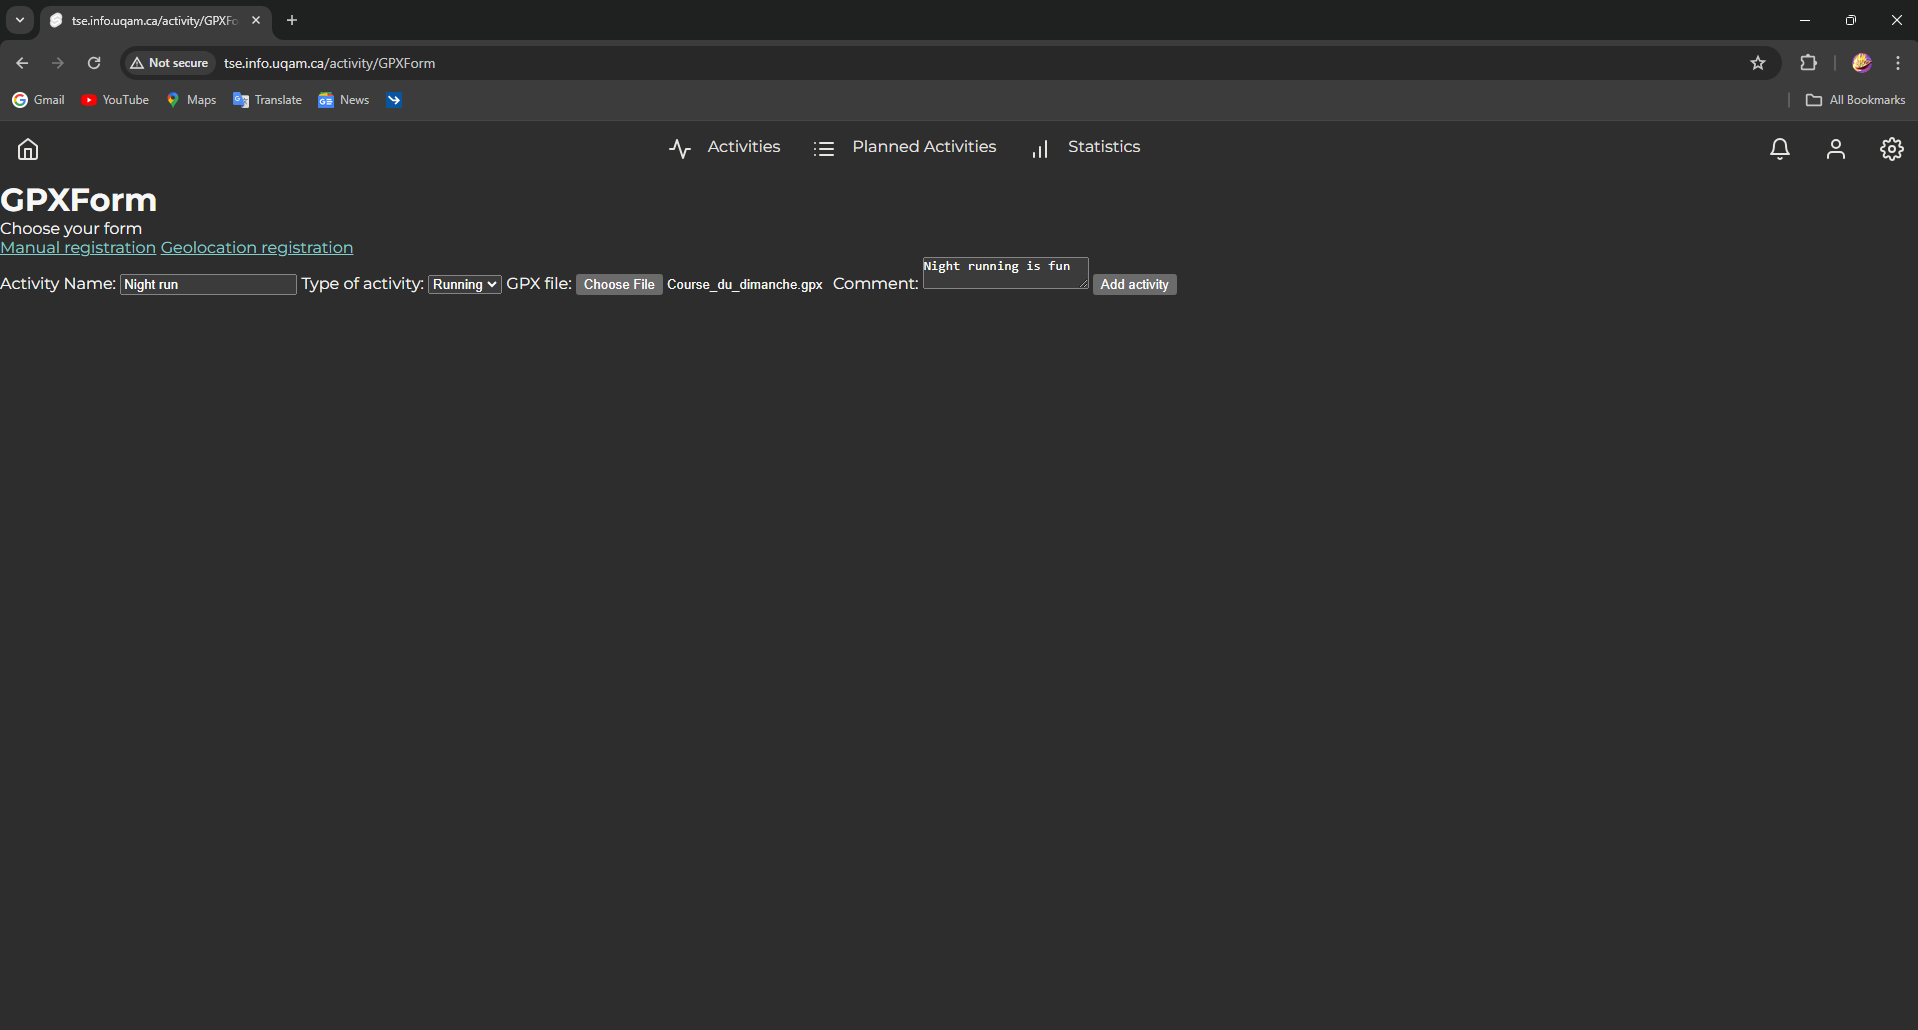 tse.info.uqam.ca/activity/GPXFo
Not secure tse.info.uqam.ca/activity/GPXForm
Gmail YouTube Maps Translate News All Bookmarks
Activities Planned Activities Statistics
GPXForm
Choose your form
Manual registration Geolocation registration
Activity Name: Night run Type of activity: Running GPX file: Choose File Course_du_dimanche.gpx Comment: Night running is fun Add activity